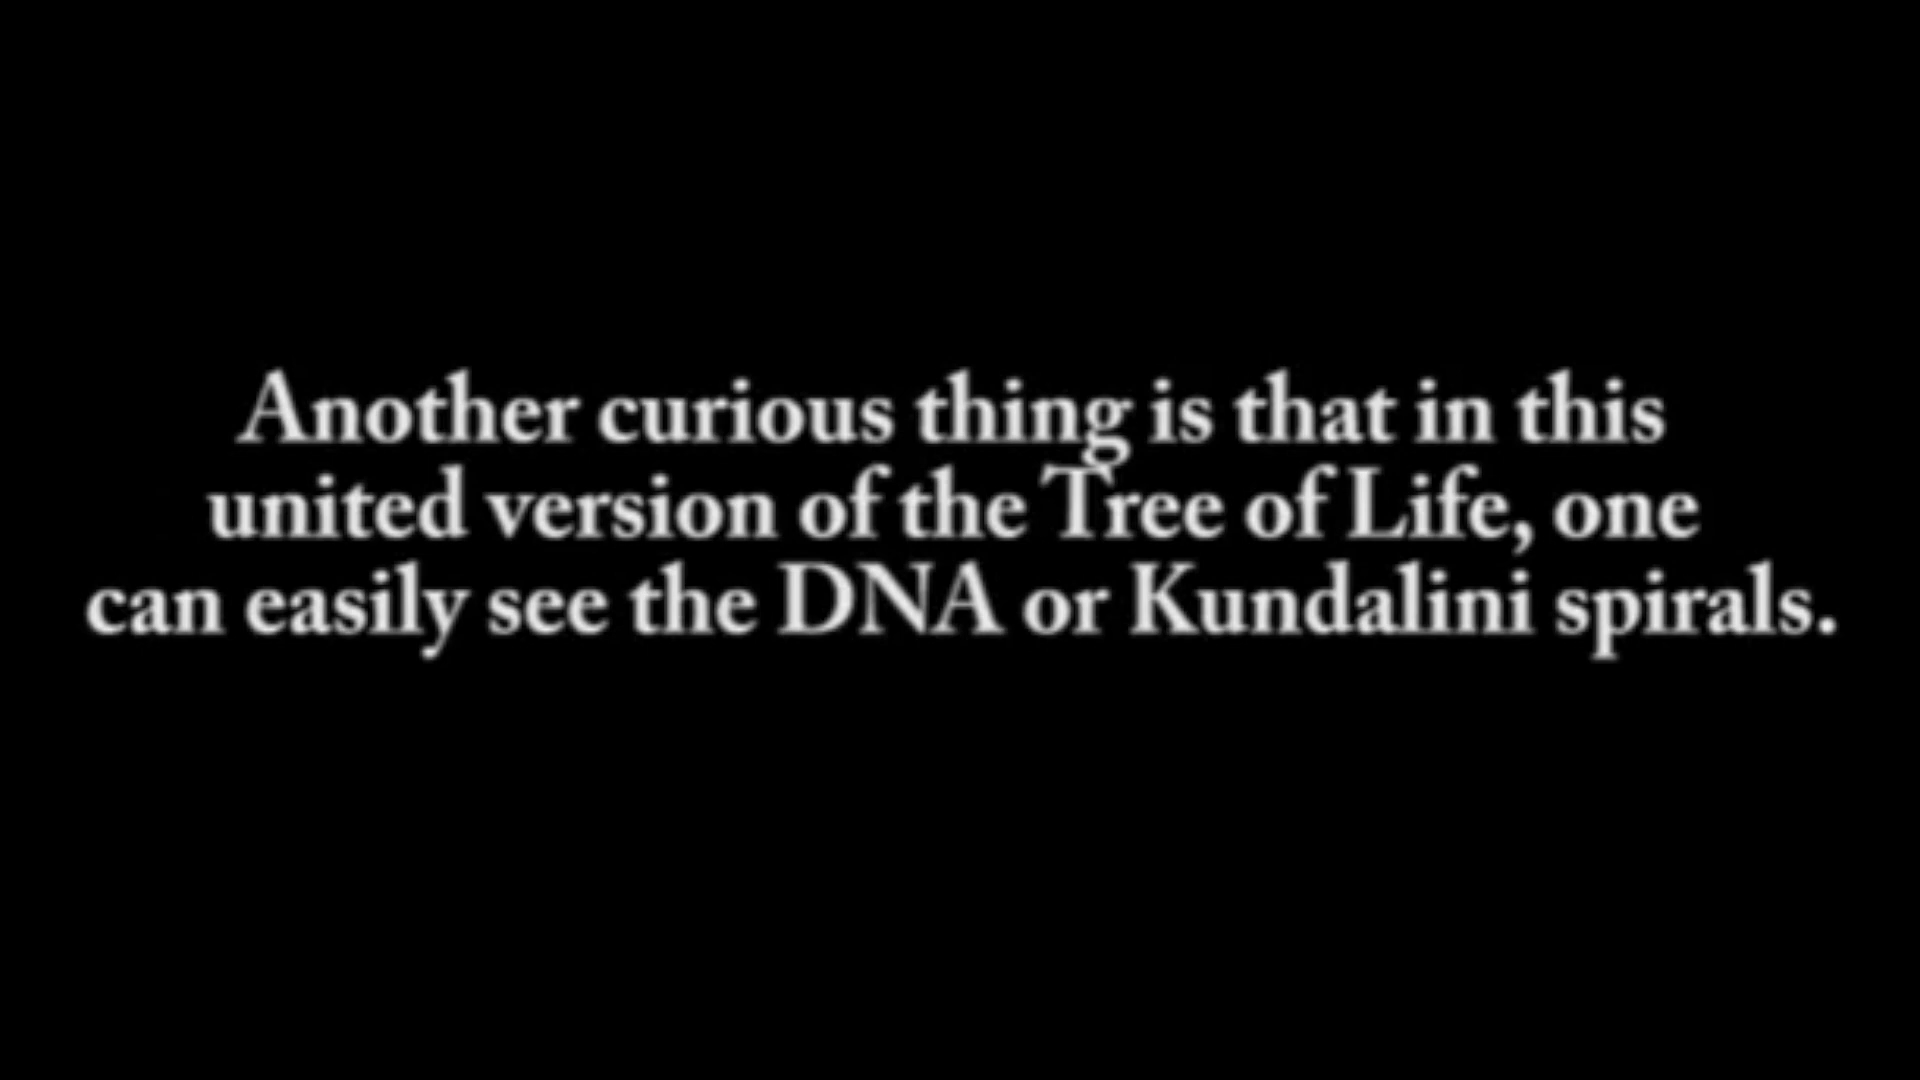 Another curious thing is that in this
united version of the Tree of Life, one
can easily see the DNA or Kundalini spirals.